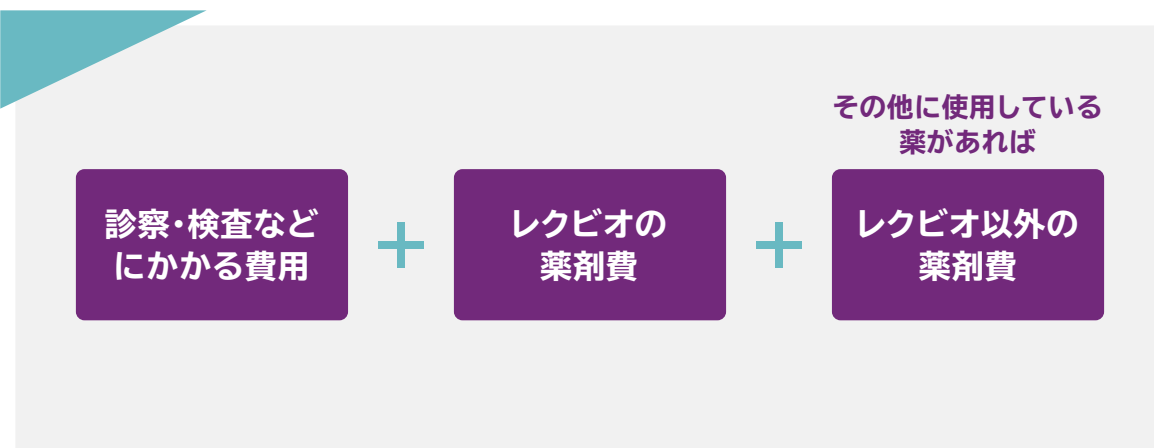 その他に使用している
薬があれば
診察・検査など
にかかる費用
＋
レクビオの
薬剤費
＋
レクビオ以外の
薬剤費